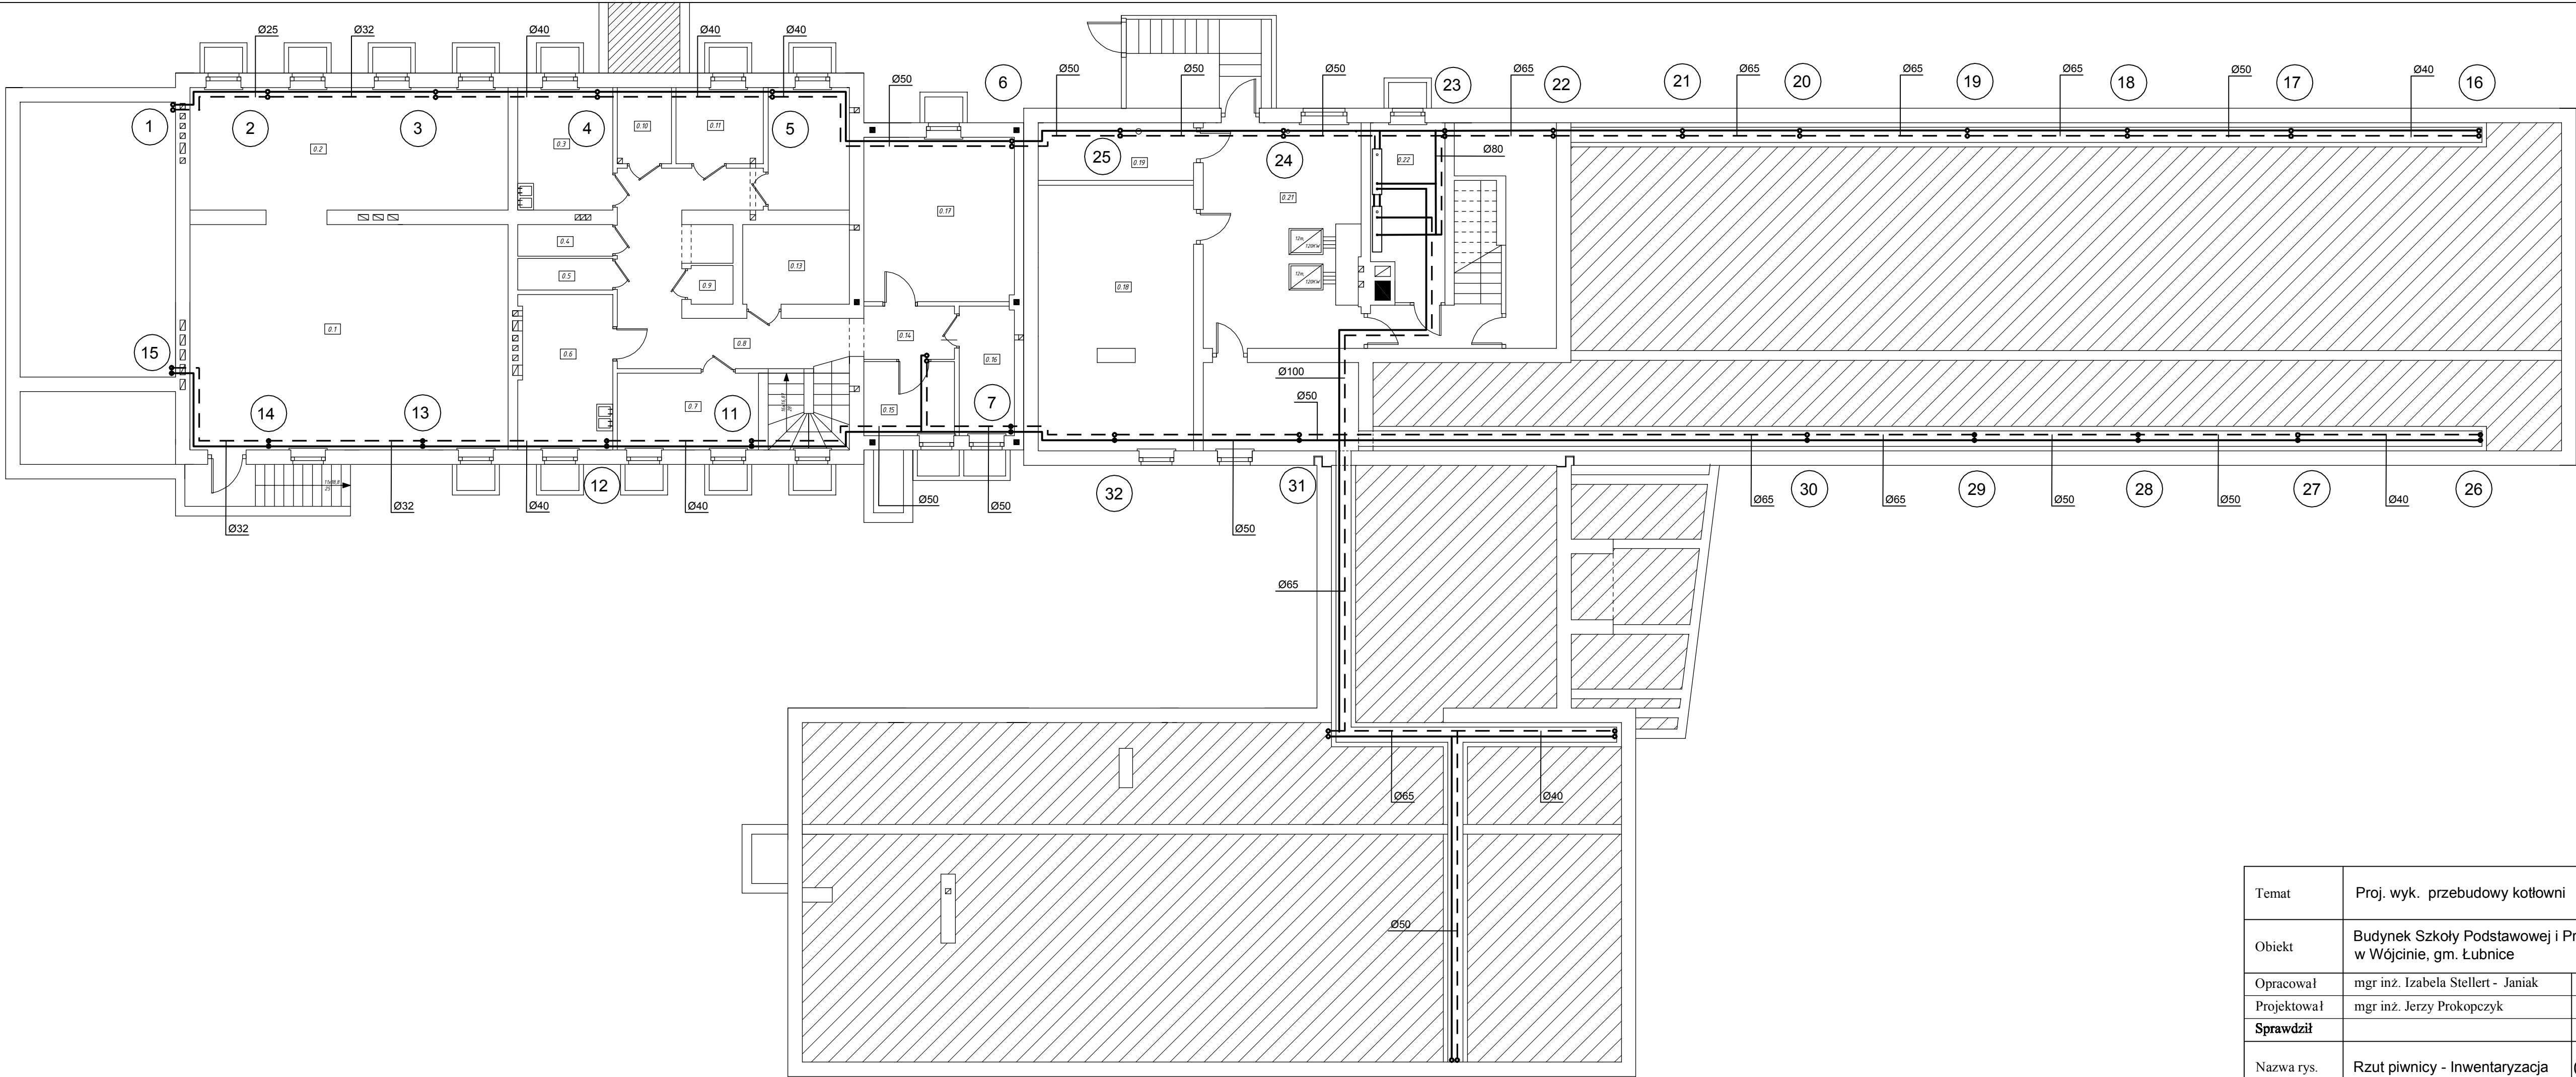 Ø25
Ø32
Ø40
Ø40
Ø40
Ø50
6
Ø50
Ø50
Ø50
23
Ø65
22
21
Ø65
20
Ø65
19
Ø65
18
Ø50
17
Ø40
16
1
2
3
4
5
0.2
0.3
0.10
0.11
25
0.19
24
0.22
Ø80
0.17
0.21
0.4
0.5
0.13
0.9
12n.
120KW
12n.
120KW
0.18
0.1
0.14
0.8
0.6
0.16
15
Ø100
14
13
0.7
11
0.15
7
Ø50
12
32
31
Ø65
30
Ø65
29
Ø50
28
Ø50
27
Ø40
26
Ø32
Ø32
Ø40
Ø40
Ø50
Ø50
Ø50
Ø65
Ø65
Ø40
Ø50
Temat
Proj. wyk. przebudowy kotłowni
Obiekt
Budynek Szkoły Podstawowej i Pr
w Wójcinie, gm. Łubnice
Opracował
mgr inż. Izabela Stellert - Janiak
Projektował
mgr inż. Jerzy Prokopczyk
Sprawdził
Nazwa rys.
Rzut piwnicy - Inwentaryzacja